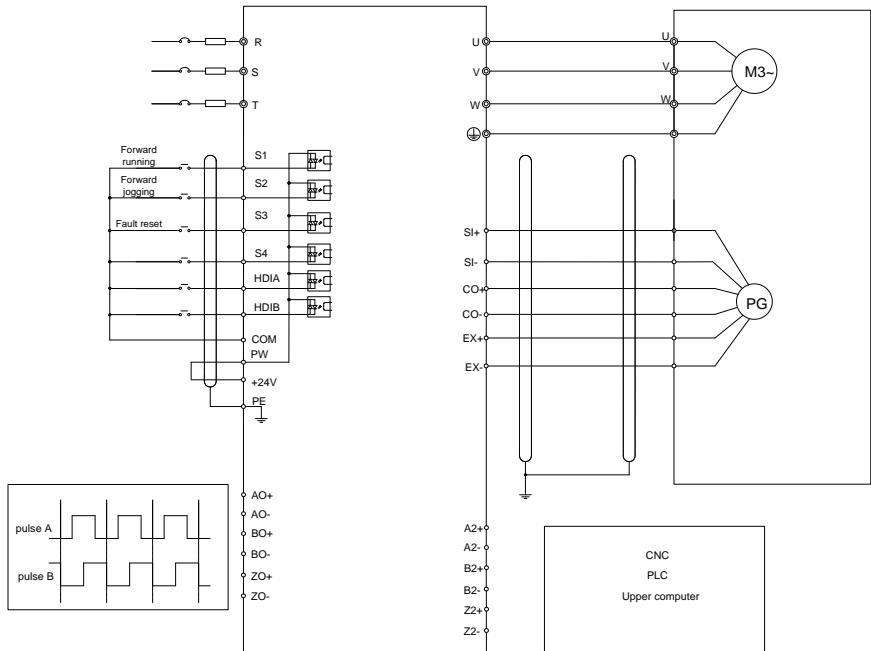 R
S
T
U
V
W
U
V
W
M3~
Forward
running
Forward
jogging
Fault reset
S1
S2
S3
S4
HDIA
HDIB
COM
PW
+24V
PE
SI+
SI-
CO+
CO-
EX+
EX-
PG
pulse A
pulse B
AO+
AO-
BO+
BO-
ZO+
ZO-
A2+
A2-
B2+
B2-
Z2+
Z2-
CNC
PLC
Upper computer